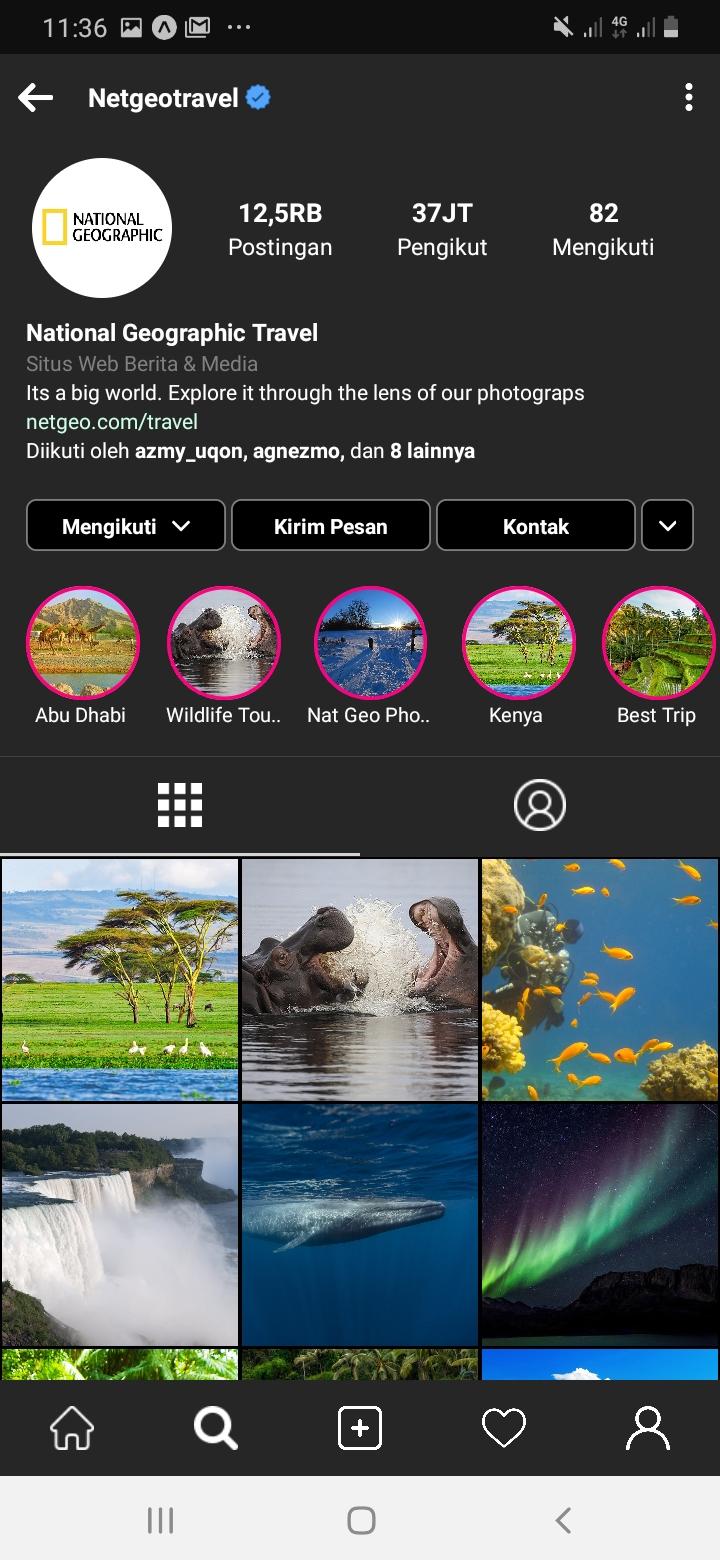 11:36
4G
Netgeotravel
NATIONAL
GEOGRAPHIC
12,5RB 37JT 82
Postingan Pengikut Mengikuti
National Geographic Travel
Situs Web Berita & Media
Its a big world. Explore it through the lens of our photograps
netgeo.com/travel
Diikuti oleh azmy_uqon, agnezmo, dan 8 lainnya
Mengikuti Kirim Pesan Kontak
Abu Dhabi Wildlife Tou.. Nat Geo Pho.. Kenya Best Trip